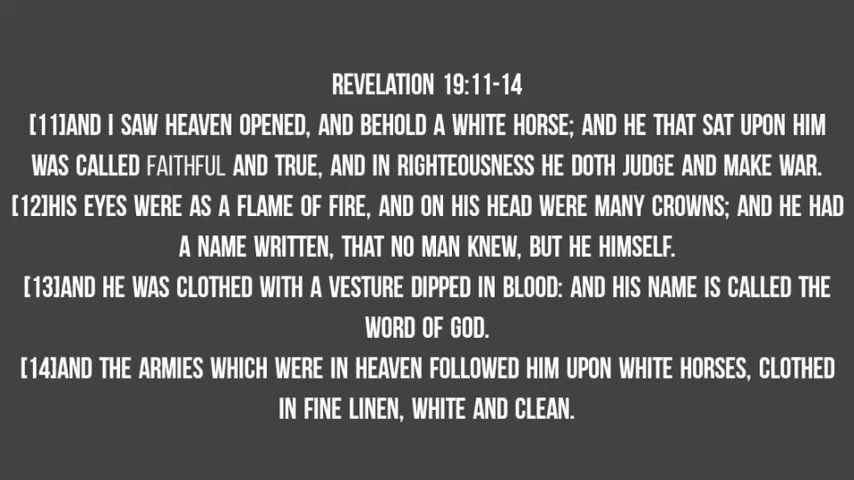 REVELATION 19:11-14
[11]AND I SAW HEAVEN OPENED, AND BEHOLD A WHITE HORSE; AND HE THAT SAT UPON HIM
WAS CALLED FAITHFUL AND TRUE, AND IN RIGHTEOUSNESS HE DOTH JUDGE AND MAKE WAR.
[12]HIS EYES WERE AS A FLAME OF FIRE, AND ON HIS HEAD WERE MANY CROWNS; AND HE HAD
A NAME WRITTEN, THAT NO MAN KNEW, BUT HE HIMSELF.
[13]AND HE WAS CLOTHED WITH A VESTURE DIPPED IN BLOOD: AND HIS NAME IS CALLED THE
WORD OF GOD.
[14]AND THE ARMIES WHICH WERE IN HEAVEN FOLLOWED HIM UPON WHITE HORSES, CLOTHED
IN FINE LINEN, WHITE AND CLEAN.